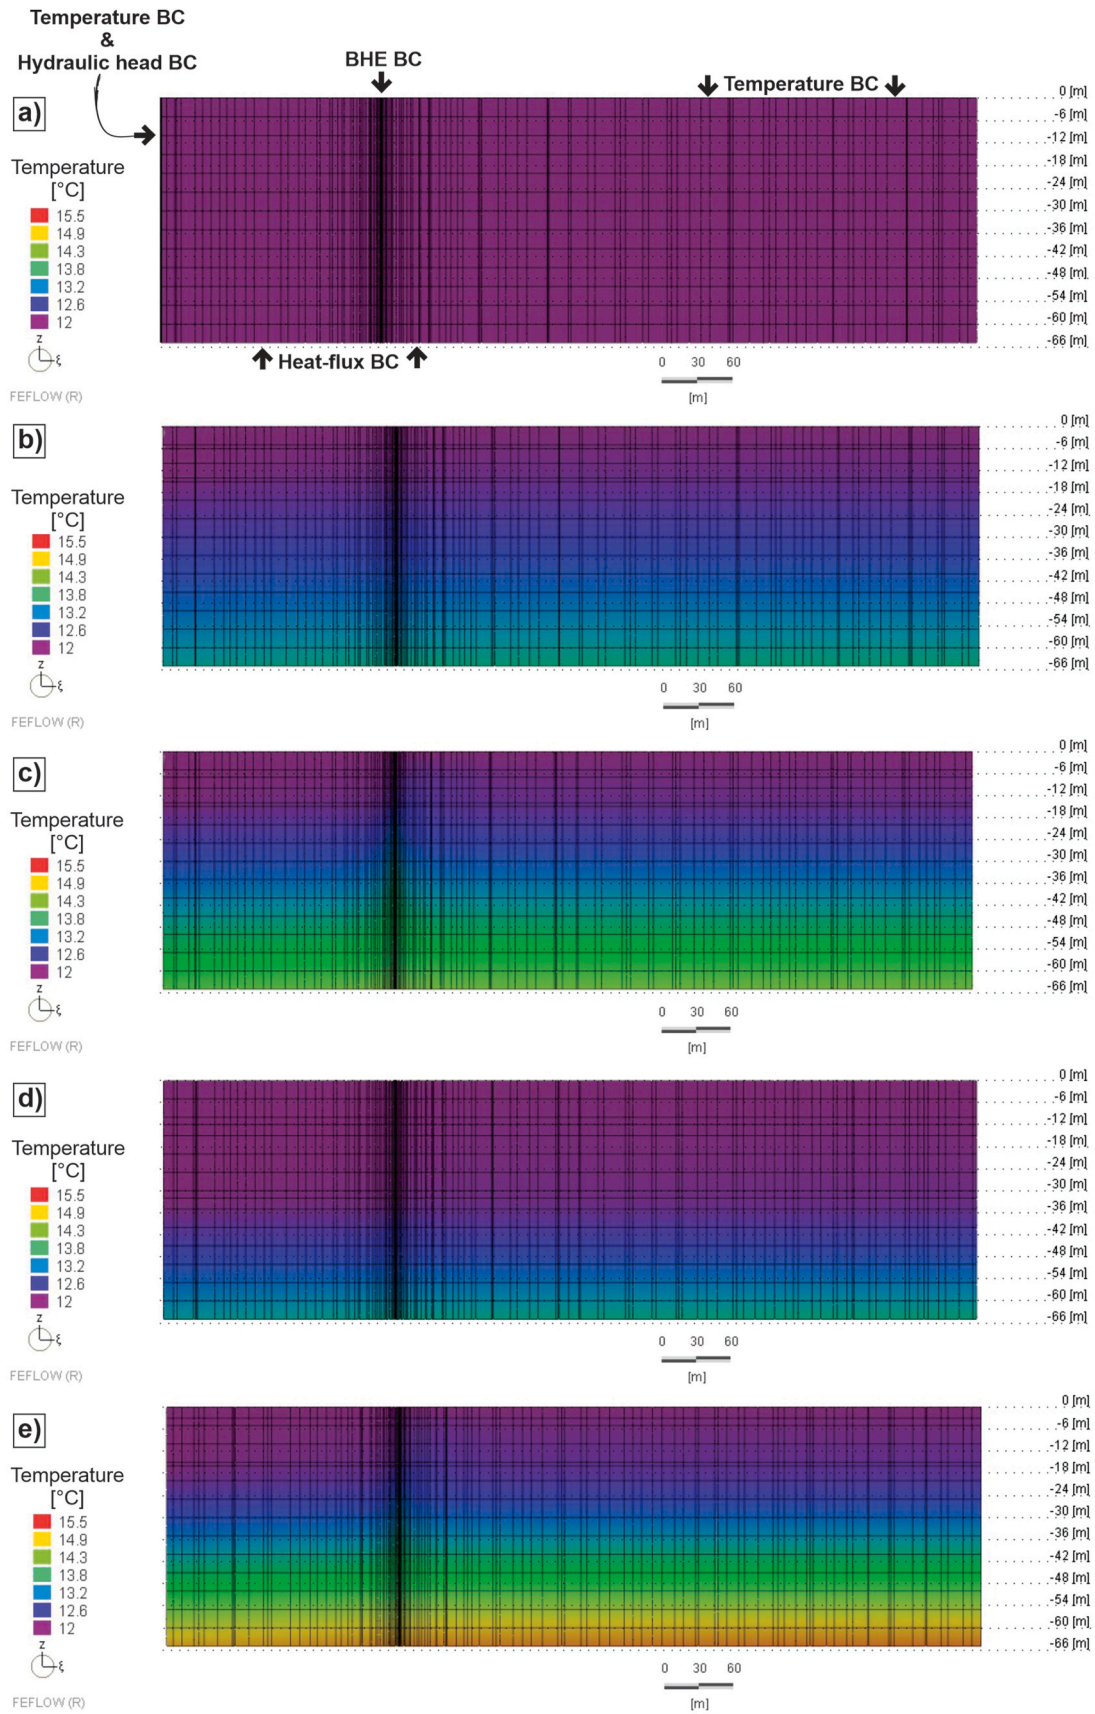 Temperature BC
&
Hydraulic head BC
BHE BC
Temperature BC
a)
Temperature
[°C]
15.5
14.9
14.3
13.8
13.2
12.6
12
z
ξ
FEFLOW (R)
0 [m]
-6 [m]
-12 [m]
-18 [m]
-24 [m]
-30 [m]
-36 [m]
-42 [m]
-48 [m]
-54 [m]
-60 [m]
-66 [m]
Heat-flux BC
0 30 60
[m]
b)
Temperature
[°C]
15.5
14.9
14.3
13.8
13.2
12.6
12
z
ξ
FEFLOW (R)
0 [m]
-6 [m]
-12 [m]
-18 [m]
-24 [m]
-30 [m]
-36 [m]
-42 [m]
-48 [m]
-54 [m]
-60 [m]
-66 [m]
0 30 60
[m]
c)
Temperature
[°C]
15.5
14.9
14.3
13.8
13.2
12.6
12
z
ξ
FEFLOW (R)
0 [m]
-6 [m]
-12 [m]
-18 [m]
-24 [m]
-30 [m]
-36 [m]
-42 [m]
-48 [m]
-54 [m]
-60 [m]
-66 [m]
0 30 60
[m]
d)
Temperature
[°C]
15.5
14.9
14.3
13.8
13.2
12.6
12
z
ξ
FEFLOW (R)
0 [m]
-6 [m]
-12 [m]
-18 [m]
-24 [m]
-30 [m]
-36 [m]
-42 [m]
-48 [m]
-54 [m]
-60 [m]
-66 [m]
0 30 60
[m]
e)
Temperature
[°C]
15.5
14.9
14.3
13.8
13.2
12.6
12
z
ξ
FEFLOW (R)
0 [m]
-6 [m]
-12 [m]
-18 [m]
-24 [m]
-30 [m]
-36 [m]
-42 [m]
-48 [m]
-54 [m]
-60 [m]
-66 [m]
0 30 60
[m]